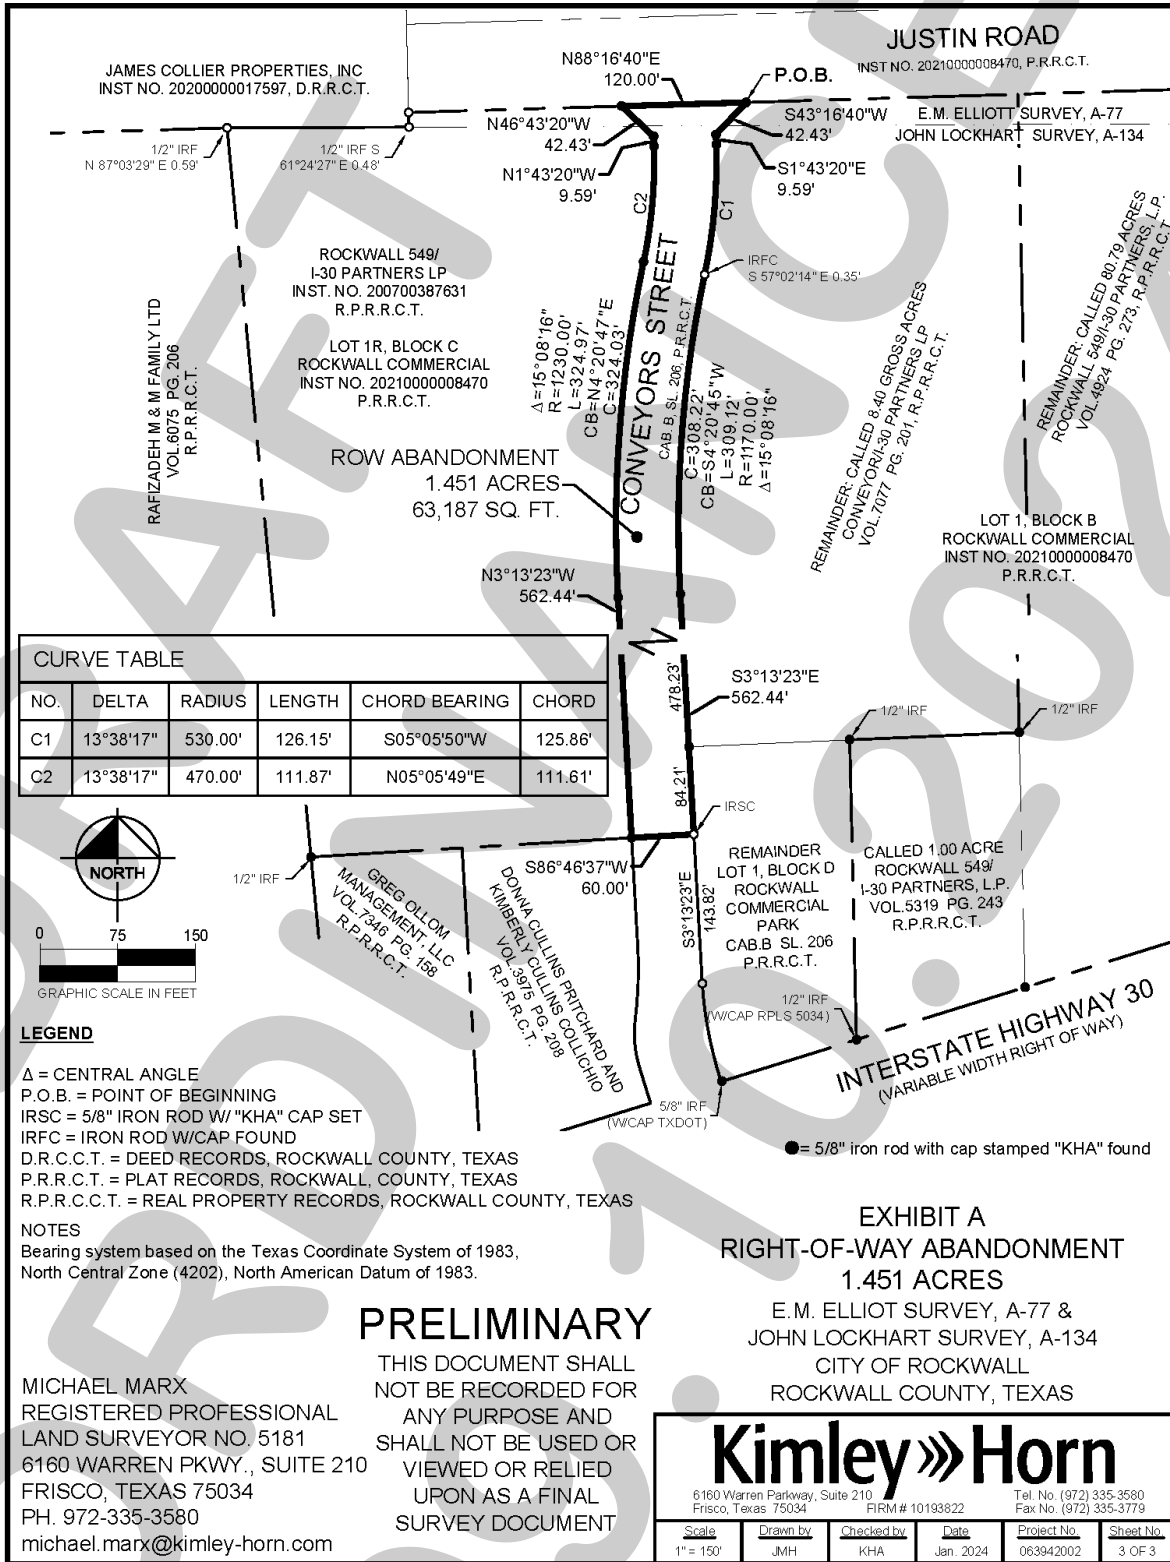 JUSTIN ROAD
INST NO. 20210000008470, P.R.R.C.T.
JAMES COLLIER PROPERTIES, INC
INST NO. 20200000017597, D.R.R.C.T.
N88°16'40"E
120.00'
P.O.B.
N46°43'20"W
42.43'
S43°16'40"W
42.43'
E.M. ELLIOTT SURVEY, A-77
JOHN LOCKHART SURVEY, A-134
1/2" IRF
N 87°03'29" E 0.59'
1/2" IRF S
61°24'27" E 0.48'
N1°43'20"W
9.59'
S1°43'20"E
9.59'
C2
C1
IRFC
S 57°02'14" E 0.35'
ROCKWALL 549/
I-30 PARTNERS LP
INST. NO. 200700387631
R.P.R.R.C.T.
LOT 1R, BLOCK C
ROCKWALL COMMERCIAL
INST NO. 20210000008470
P.R.R.C.T.
RAFIZADEH M & M FAMILY LTD
VOL.6075 PG. 206
R.P.R.R.C.T.
Δ=15°08'16"
R=1230.00'
L=324.97'
CB=N4°20'47"E
C=324.03'
CONVEYORS STREET
CAB. B, SL. 206, P.R.R.C.T.
C=308.22'
CB=S4°20'45"W
L=309.12'
R=1170.00'
Δ=15°08'16"
REMAINDER: CALLED 8.40 GROSS ACRES
CONVEYOR/I-30 PARTNERS LP
VOL.7077 PG. 201, R.P.R.R.C.T.
REMAINDER: CALLED 80.79 ACRES
ROCKWALL 549/I-30 PARTNERS, L.P.
VOL.4924 PG. 273, R.P.R.R.C.T.
ROW ABANDONMENT
1.451 ACRES
63,187 SQ. FT.
LOT 1, BLOCK B
ROCKWALL COMMERCIAL
INST NO. 20210000008470
P.R.R.C.T.
N3°13'23"W
562.44'
CURVE TABLE
NO. DELTA RADIUS LENGTH CHORD BEARING CHORD
C1 13°38'17" 530.00' 126.15' S05°05'50"W 125.86'
C2 13°38'17" 470.00' 111.87' N05°05'49"E 111.61'
478.23'
S3°13'23"E
562.44'
1/2" IRF
1/2" IRF
84.21'
IRSC
NORTH
1/2" IRF
S86°46'37"W
60.00'
GREG OLLOM
MANAGEMENT, LLC
VOL.7346 PG. 158
R.P.R.R.C.T.
DONNA CULLINS PRITCHARD AND
KIMBERLY CULLINS COLLICHIO
VOL.3975 PG. 208
R.P.R.R.C.T.
S3°13'23"E
143.82'
REMAINDER
LOT 1, BLOCK D
ROCKWALL
COMMERCIAL
PARK
CAB.B SL. 206
P.R.R.C.T.
CALLED 1.00 ACRE
ROCKWALL 549/
I-30 PARTNERS, L.P.
VOL.5319 PG. 243
R.P.R.R.C.T.
0 75 150
GRAPHIC SCALE IN FEET
1/2" IRF
(W/CAP RPLS 5034)
INTERSTATE HIGHWAY 30
(VARIABLE WIDTH RIGHT OF WAY)
5/8" IRF
(W/CAP TXDOT)
LEGEND
Δ = CENTRAL ANGLE
P.O.B. = POINT OF BEGINNING
IRSC = 5/8" IRON ROD W/ "KHA" CAP SET
IRFC = IRON ROD W/CAP FOUND
D.R.C.C.T. = DEED RECORDS, ROCKWALL COUNTY, TEXAS
P.R.R.C.T. = PLAT RECORDS, ROCKWALL, COUNTY, TEXAS
R.P.R.C.C.T. = REAL PROPERTY RECORDS, ROCKWALL COUNTY, TEXAS
= 5/8" iron rod with cap stamped "KHA" found
NOTES
Bearing system based on the Texas Coordinate System of 1983,
North Central Zone (4202), North American Datum of 1983.
EXHIBIT A
RIGHT-OF-WAY ABANDONMENT
1.451 ACRES
E.M. ELLIOT SURVEY, A-77 &
JOHN LOCKHART SURVEY, A-134
CITY OF ROCKWALL
ROCKWALL COUNTY, TEXAS
PRELIMINARY
THIS DOCUMENT SHALL
NOT BE RECORDED FOR
ANY PURPOSE AND
SHALL NOT BE USED OR
VIEWED OR RELIED
UPON AS A FINAL
SURVEY DOCUMENT
MICHAEL MARX
REGISTERED PROFESSIONAL
LAND SURVEYOR NO. 5181
6160 WARREN PKWY., SUITE 210
FRISCO, TEXAS 75034
PH. 972-335-3580
michael.marx@kimley-horn.com
Kimley»Horn
6160 Warren Parkway, Suite 210
Frisco, Texas 75034 FIRM # 10193822
Tel. No. (972) 335-3580
Fax No. (972) 335-3779
Scale Drawn by Checked by Date Project No. Sheet No.
1" = 150' JMH KHA Jan. 2024 063942002 3 OF 3
DRAFT
ORDINANCE